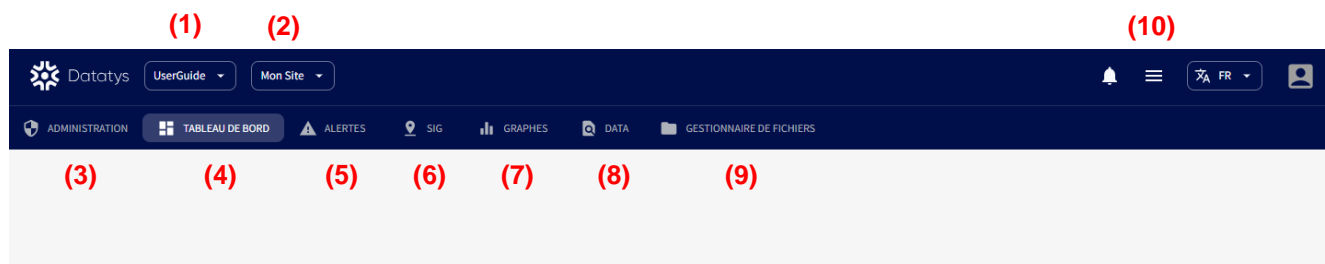 (1) (2) (10)
Datatys UserGuide Mon Site FR
ADMINISTRATION TABLEAU DE BORD ALERTES SIG GRAPHES DATA GESTIONNAIRE DE FICHIERS
(3) (4) (5) (6) (7) (8) (9)